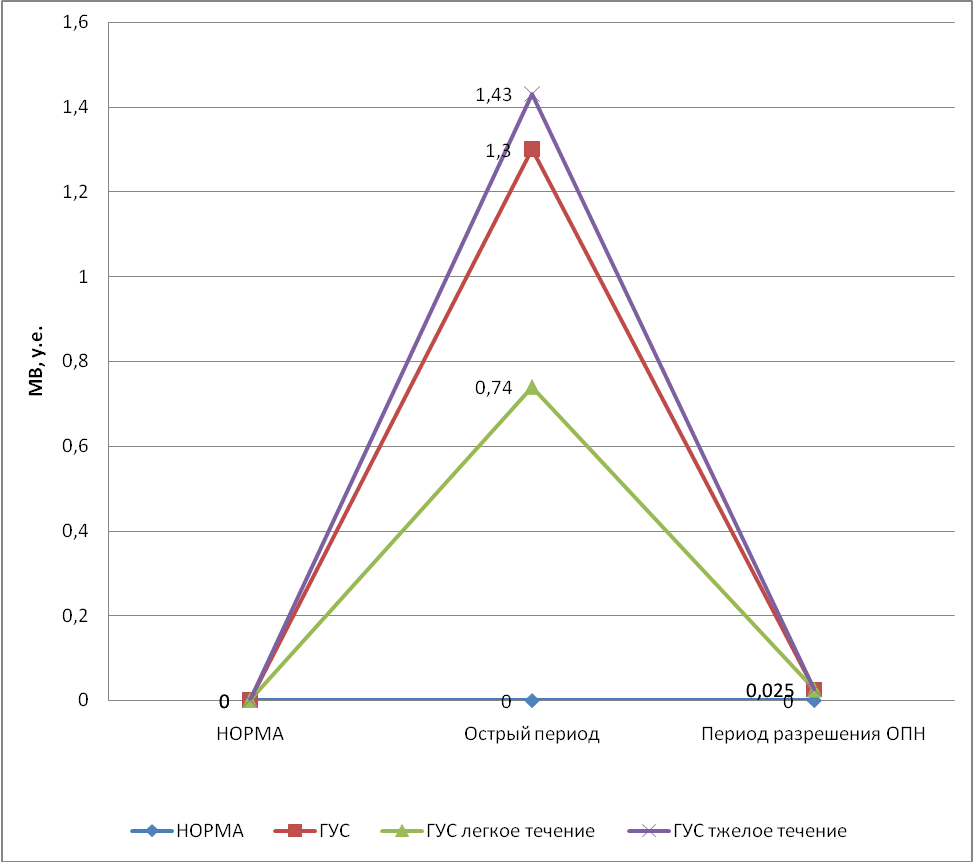 1,6
1,43
1,4
1,3
1,2
1
МВ, у.е.
0,8
0,74
0,6
0,4
0,2
0,025
0
0
0
0
НОРМА
Острый период
Период разрешения ОПН
НОРМА
ГУС
ГУС легкое течение
ГУС тжелое течение